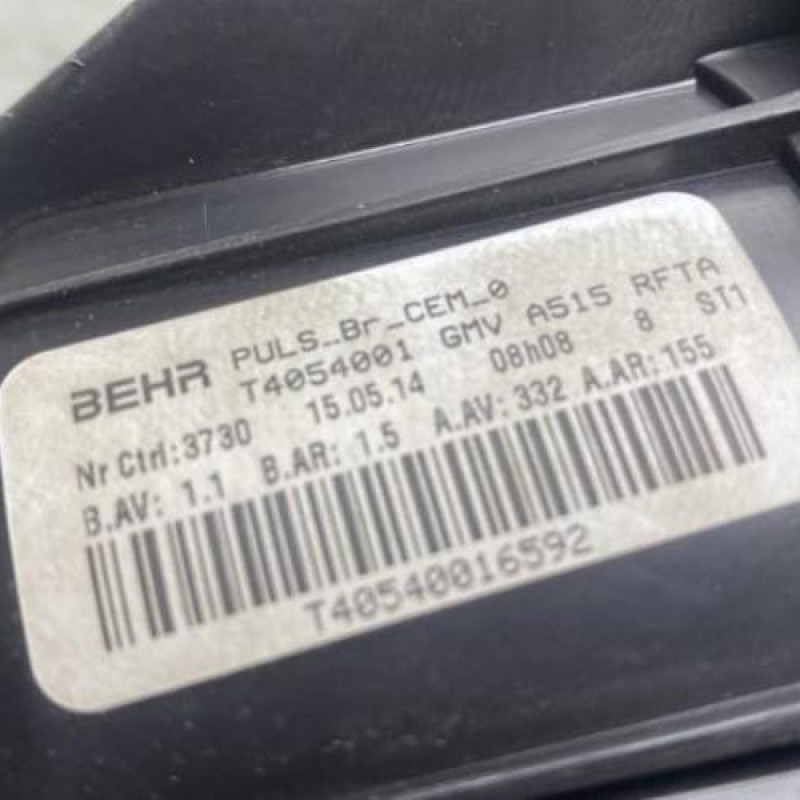 BEHR PULS_Br_CEM_0
T4054001 GMV A515 RFTA
Nr Ctrl:3730 15.05.14 08h08 8 ST1
B.AV: 1.1 B.AR: 1.5 A.AV: 332 A.AR: 155
T40540016592